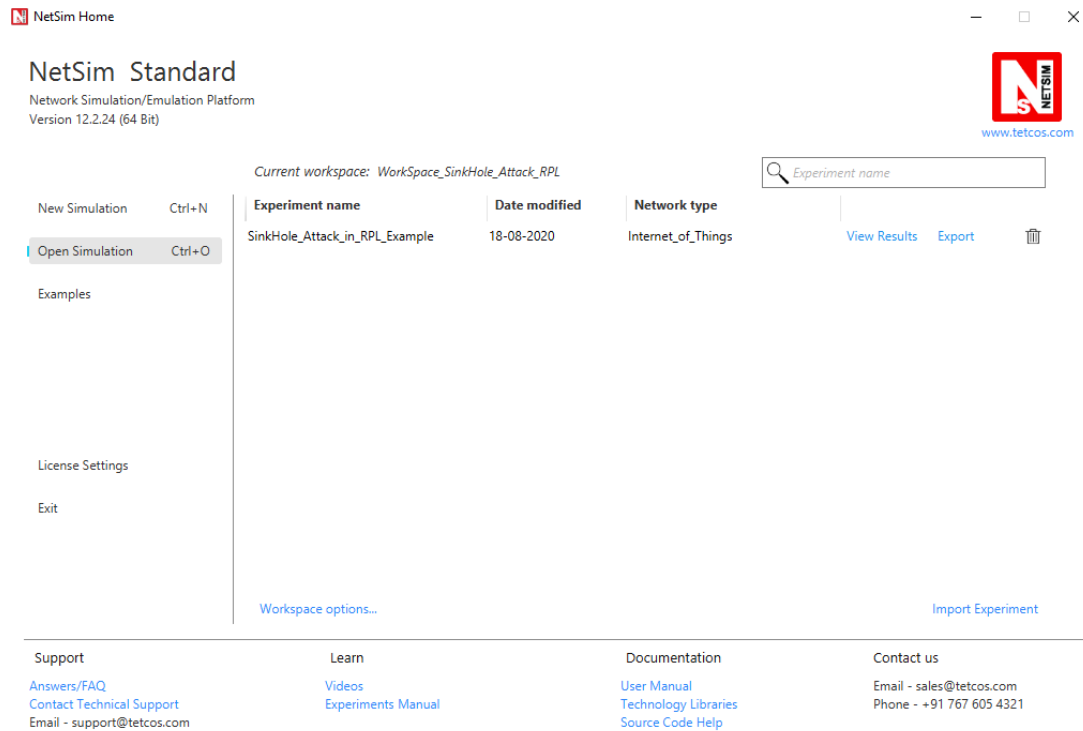 NetSim Home
NetSim Standard
Network Simulation/Emulation Platform
Version 12.2.24 (64 Bit)
NETSIM
N
S
www.tetcos.com
Current workspace: WorkSpace_SinkHole_Attack_RPL
Experiment name
New Simulation Ctrl+N
Open Simulation Ctrl+O
Examples
License Settings
Exit
Experiment name Date modified Network type
SinkHole_Attack_in_RPL_Example 18-08-2020 Internet_of_Things View Results Export
Workspace options... Import Experiment
Support
Answers/FAQ
Contact Technical Support
Email - support@tetcos.com
Learn
Videos
Experiments Manual
Documentation
User Manual
Technology Libraries
Source Code Help
Contact us
Email - sales@tetcos.com
Phone - +91 767 605 4321